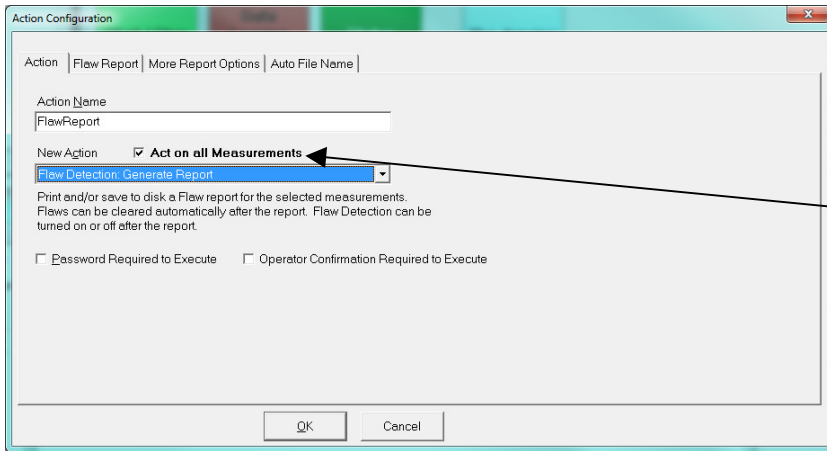 Action Configuration
Action
Flaw Report
More Report Options
Auto File Name
Action Name
FlawReport
New Action
Act on all Measurements
Flaw Detection: Generate Report
Print and/or save to disk a Flaw report for the selected measurements.
Flaws can be cleared automatically after the report. Flaw Detection can be
turned on or off after the report.
Password Required to Execute
Operator Confirmation Required to Execute
OK
Cancel